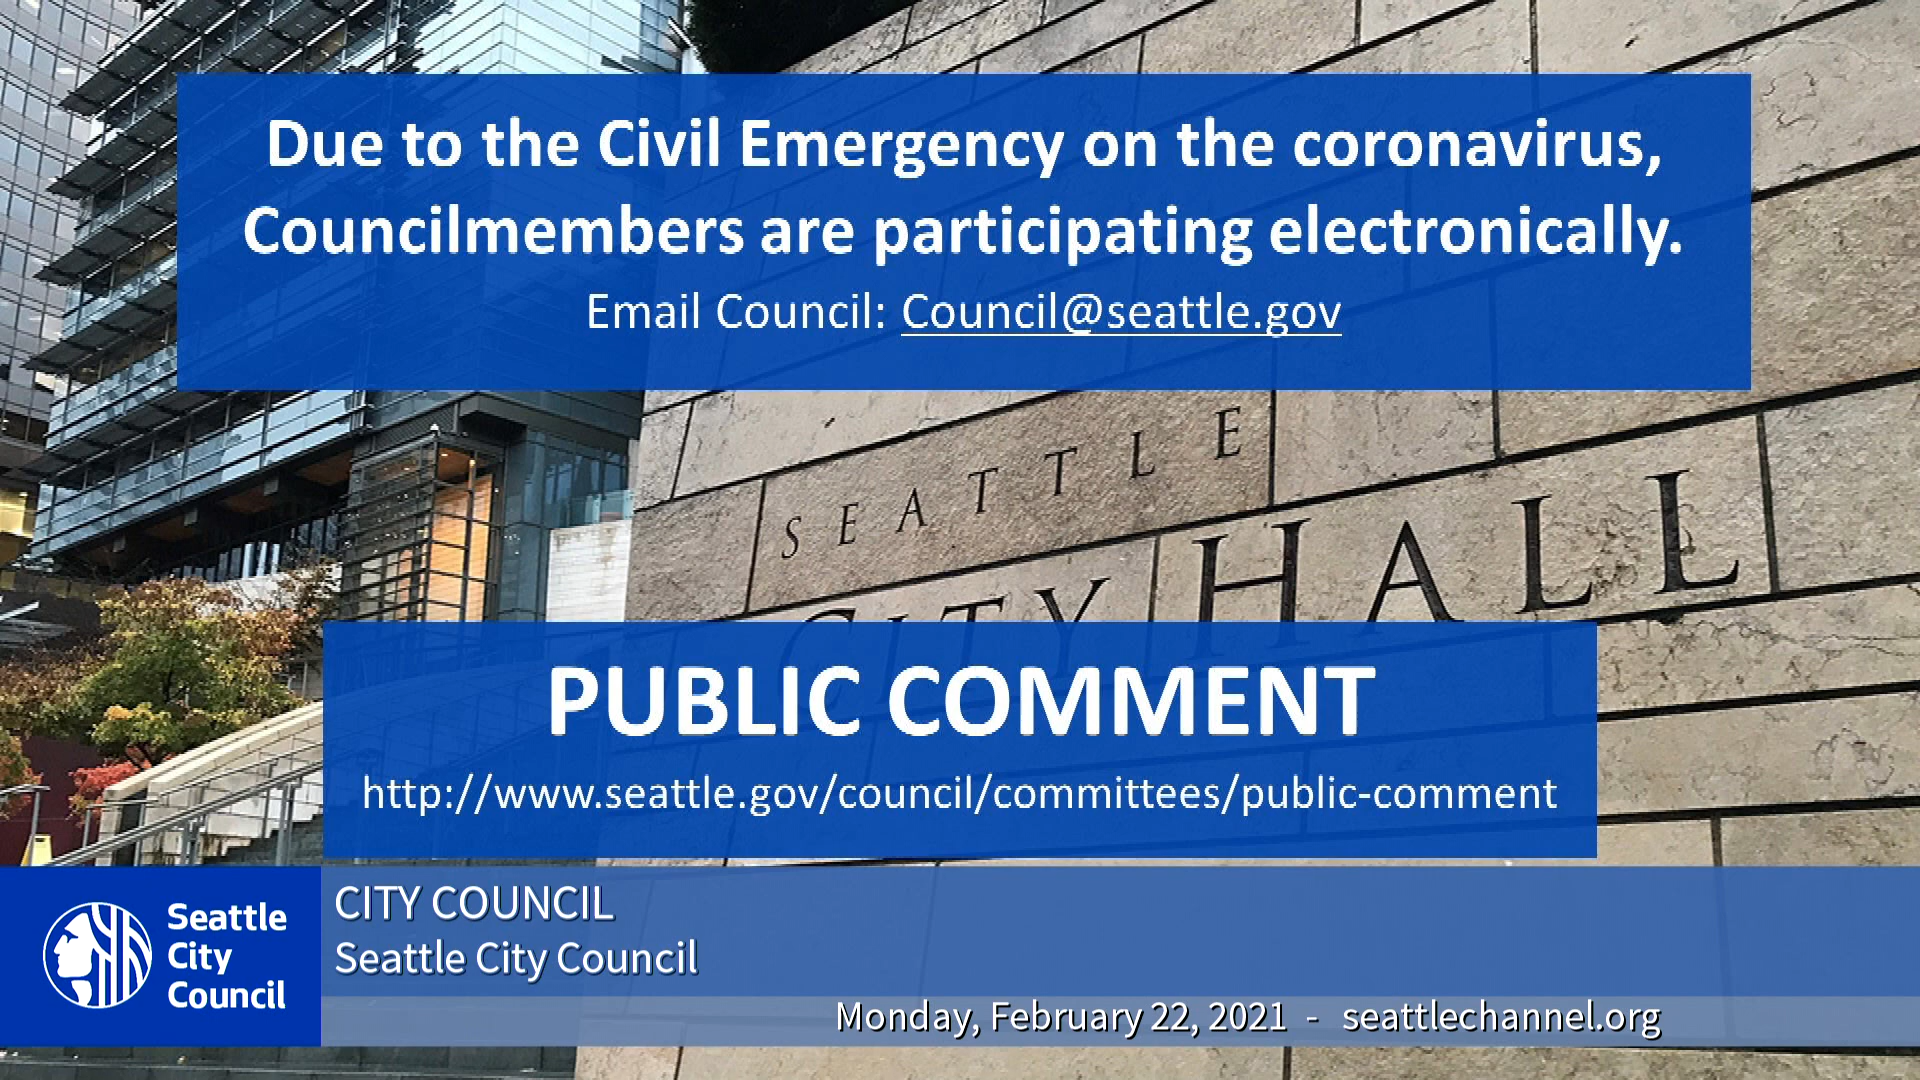 Due to the Civil Emergency on the coronavirus,
Councilmembers are participating electronically.
Email Council: Council@seattle.gov
SEATTLE
CITY HALL
PUBLIC COMMENT
http://www.seattle.gov/council/committees/public-comment
Seattle
City
Council
CITY COUNCIL
Seattle City Council
Monday, February 22, 2021 - seattlechannel.org